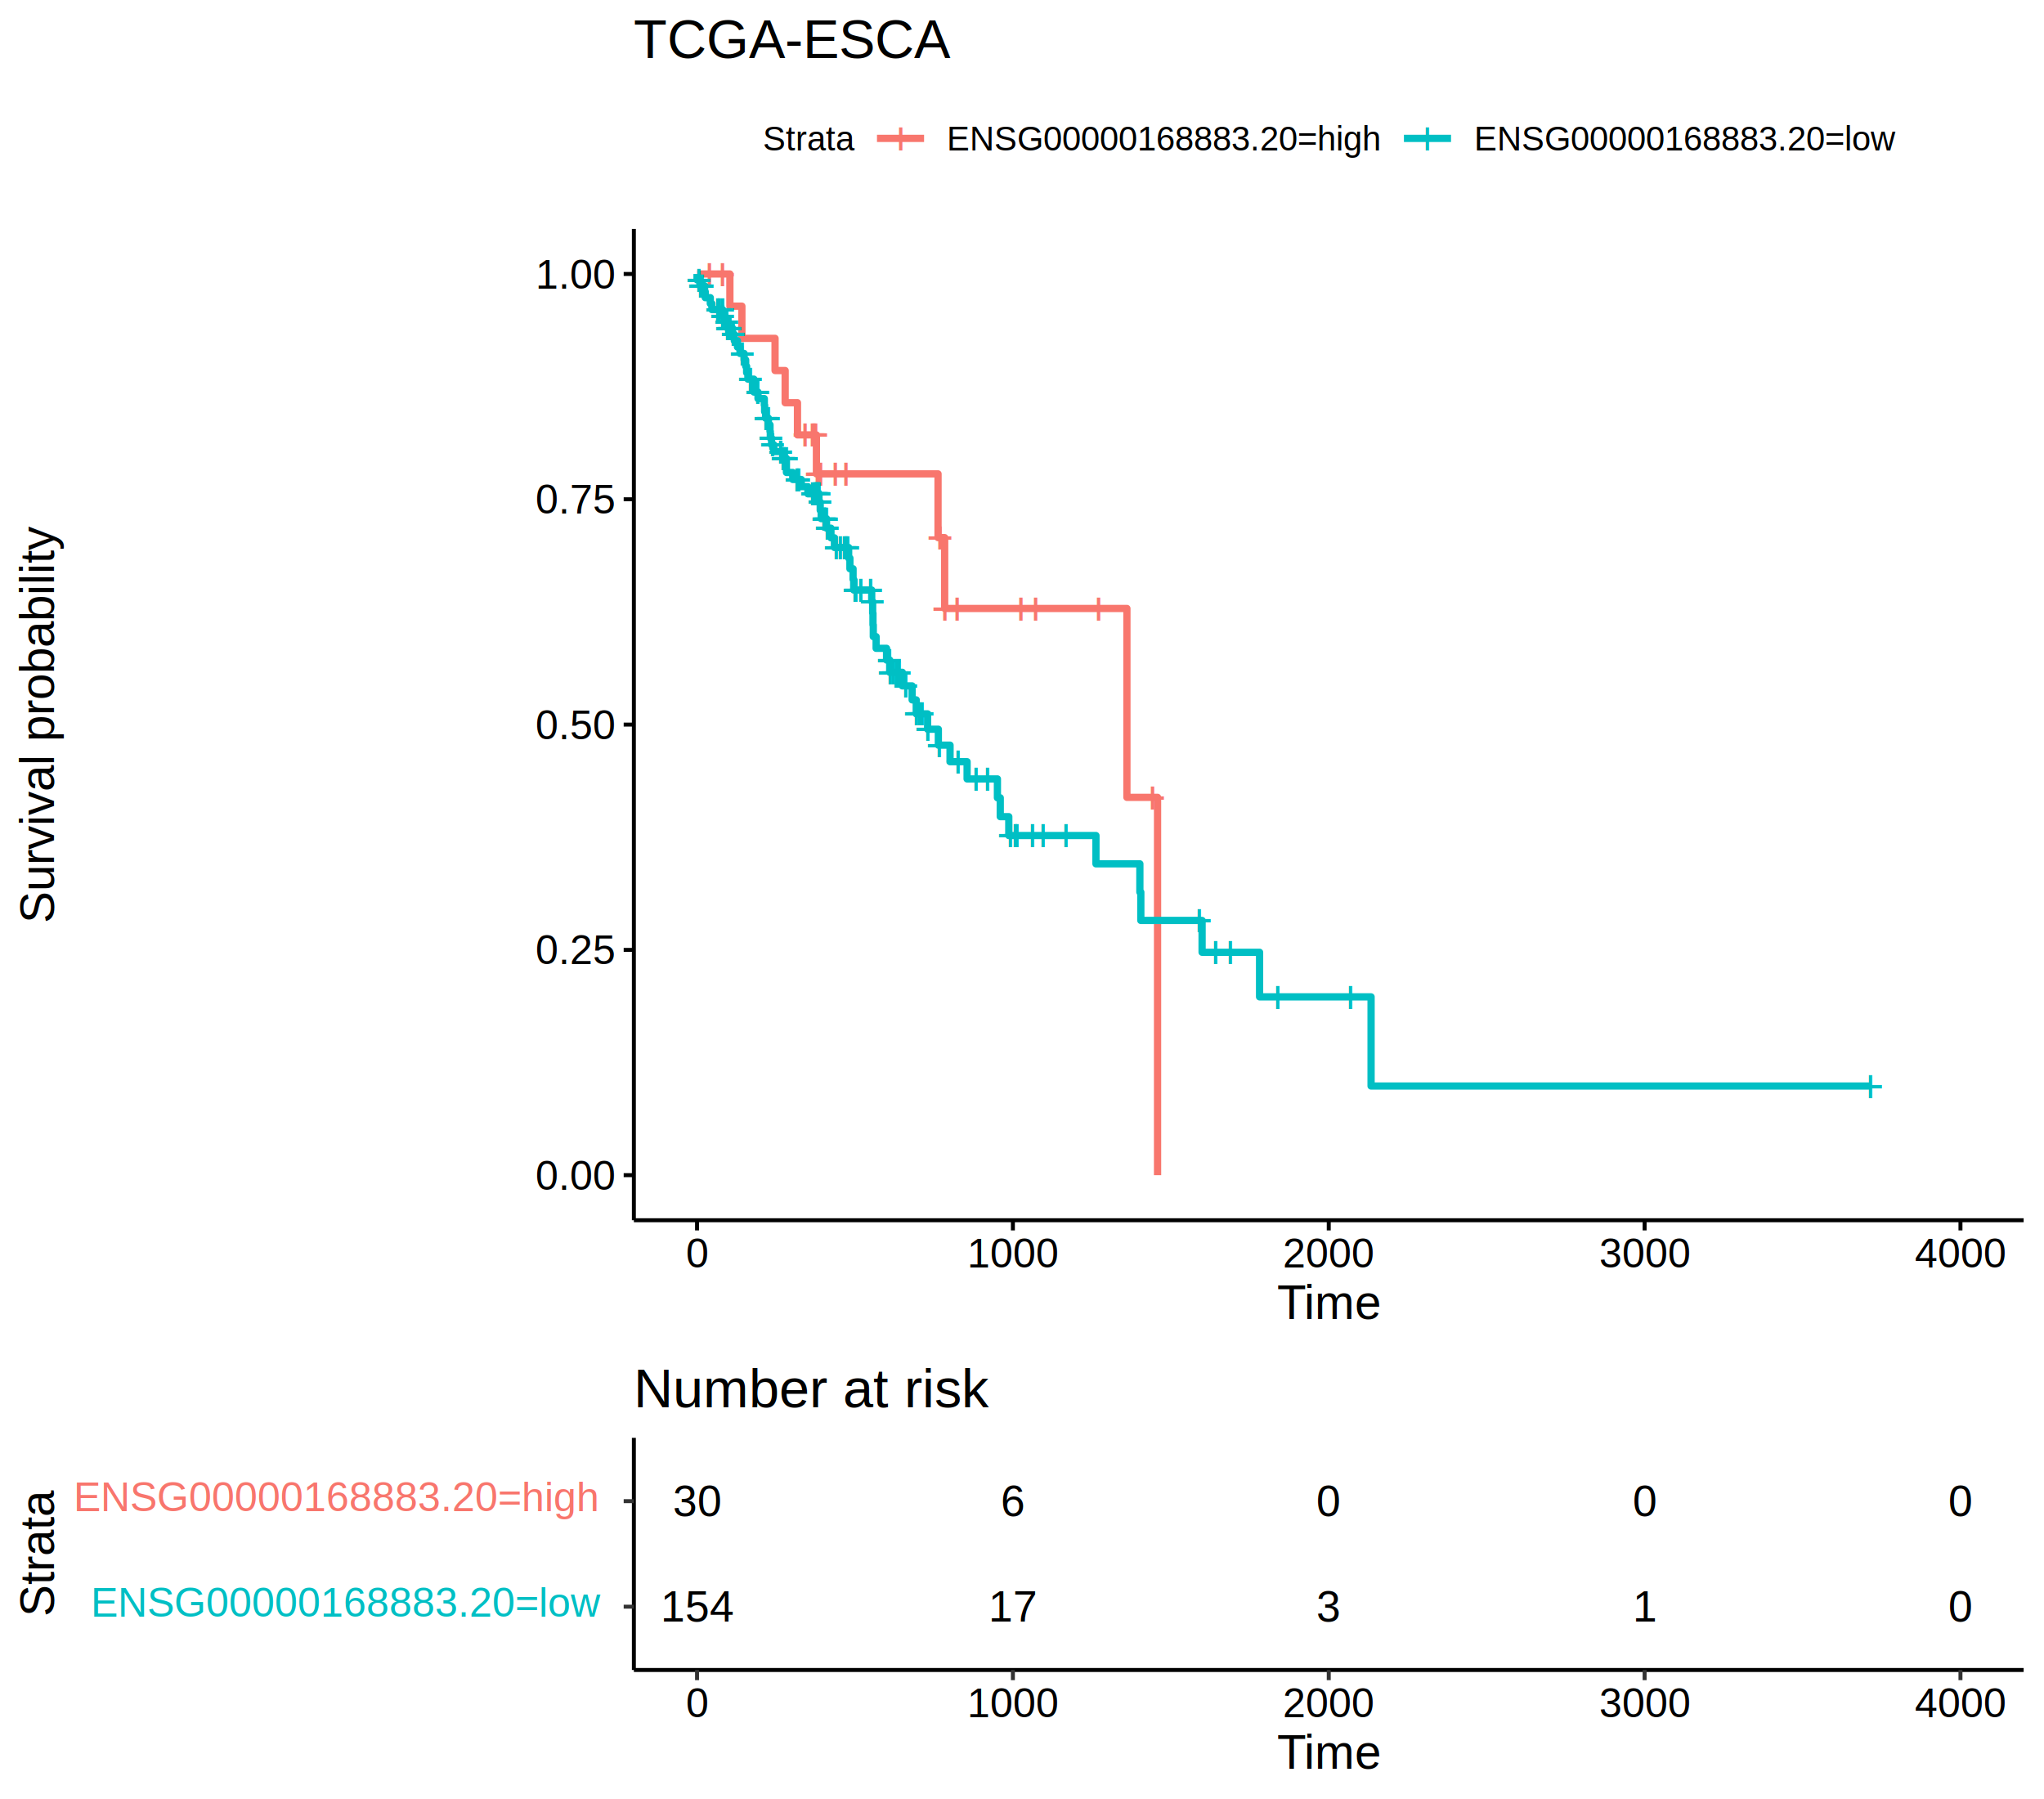 TCGA-ESCA
Strata ENSG00000168883.20=high ENSG00000168883.20=low
Survival probability
1.00
0.75
0.50
0.25
0.00
0 1000 2000 3000 4000
Time
Number at risk
Strata
ENSG00000168883.20=high 30 6 0 0 0
ENSG00000168883.20=low 154 17 3 1 0
0 1000 2000 3000 4000
Time